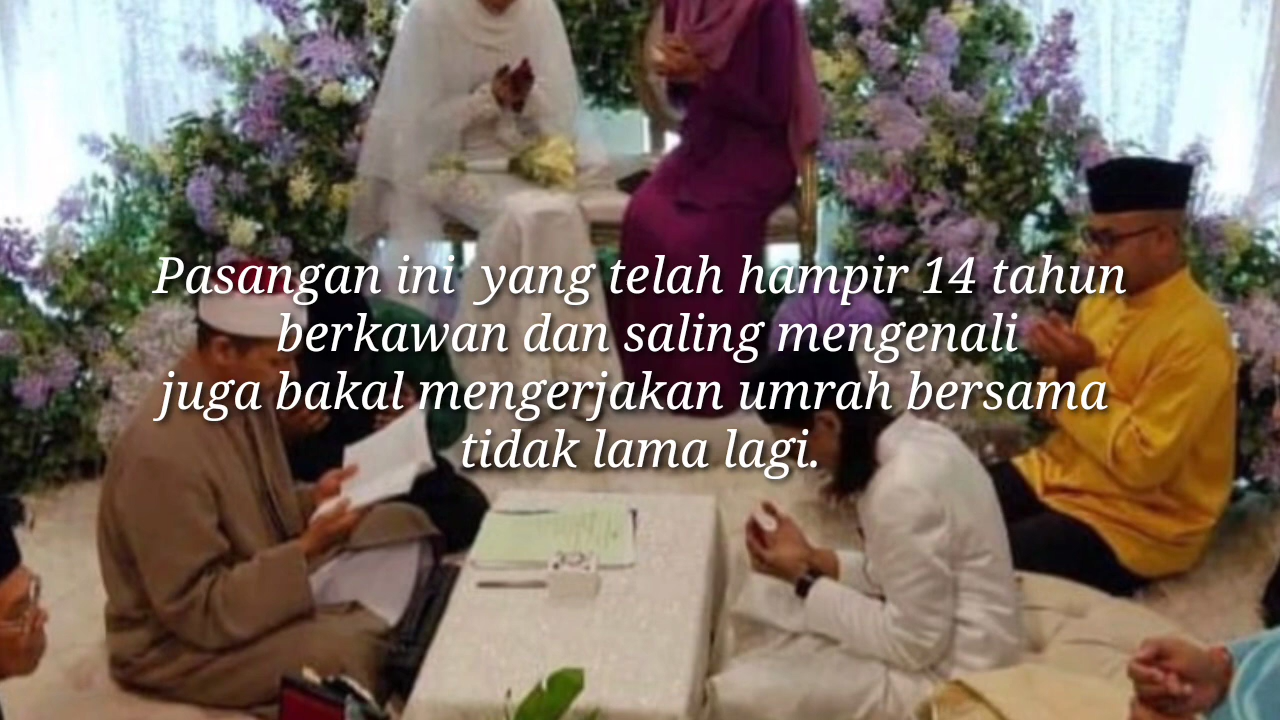 Pasangan ini  yang telah hampir 14 tahun
berkawan dan saling mengenali
juga bakal mengerjakan umrah bersama
tidak lama lagi.